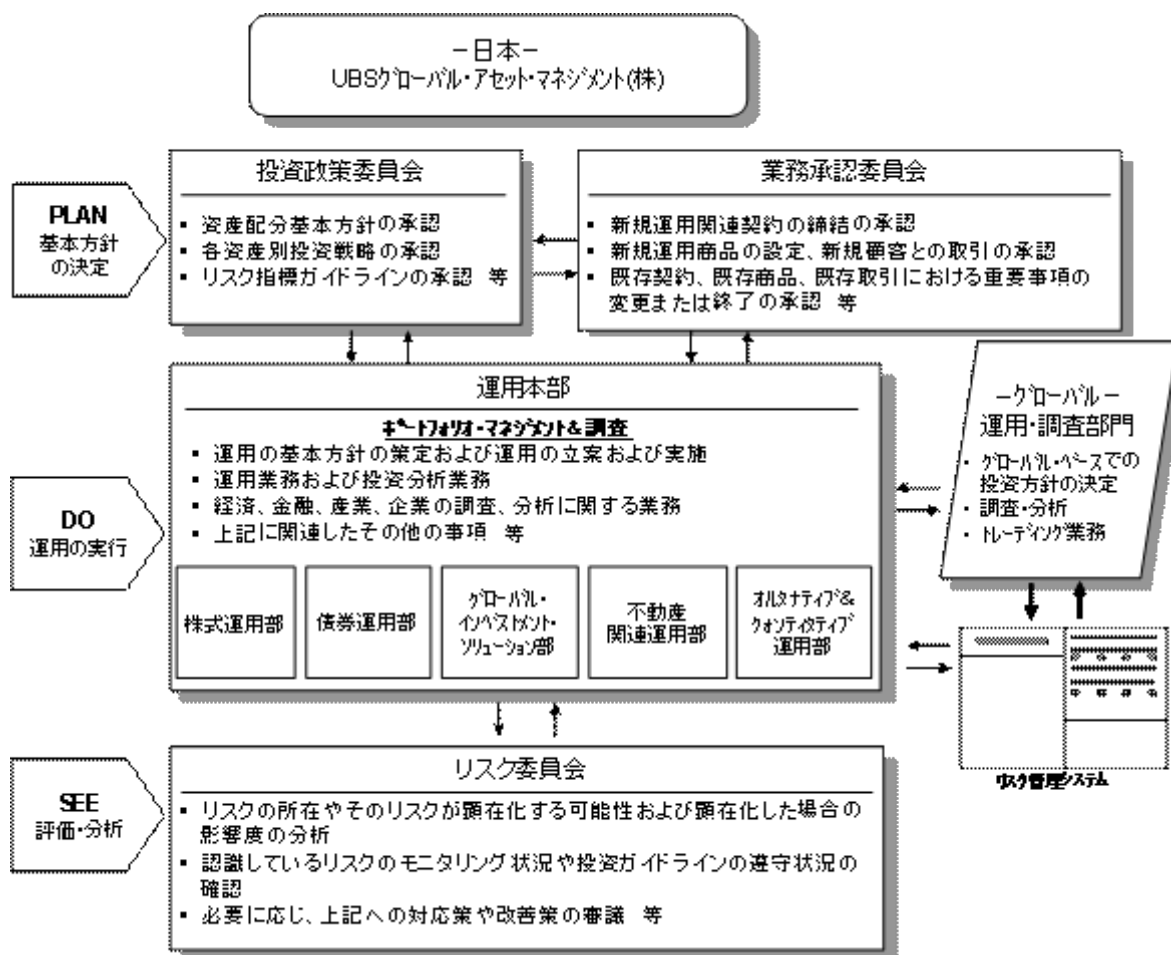 －日本－
UBSグローバル・アセット・マネジメント(株)
PLAN
基本方針
の決定
投資政策委員会
▪ 資産配分基本方針の承認
▪ 各資産別投資戦略の承認
▪ リスク指標ガイドラインの承認 等
業務承認委員会
▪ 新規運用関連契約の締結の承認
▪ 新規運用商品の設定、新規顧客との取引の承認
▪ 既存契約、既存商品、既存取引における重要事項の
変更または終了の承認 等
DO
運用の実行
運用本部
ポートフォリオ・マネジメント&調査
▪ 運用の基本方針の策定および運用の立案および実施
▪ 運用業務および投資分析業務
▪ 経済、金融、産業、企業の調査、分析に関する業務
▪ 上記に関連したその他の事項 等
株式運用部
債券運用部
グローバル・
インベストメント・
ソリューション部
不動産
関連運用部
オルタナティブ&
クォンティタティブ
運用部
－グローバル－
運用・調査部門
▪ グローバル・ベースでの
投資方針の決定
▪ 調査・分析
▪ トレーディング業務
リスク管理システム
SEE
評価・分析
リスク委員会
▪ リスクの所在やそのリスクが顕在化する可能性および顕在化した場合の
影響度の分析
▪ 認識しているリスクのモニタリング状況や投資ガイドラインの遵守状況の
確認
▪ 必要に応じ、上記への対応策や改善策の審議 等